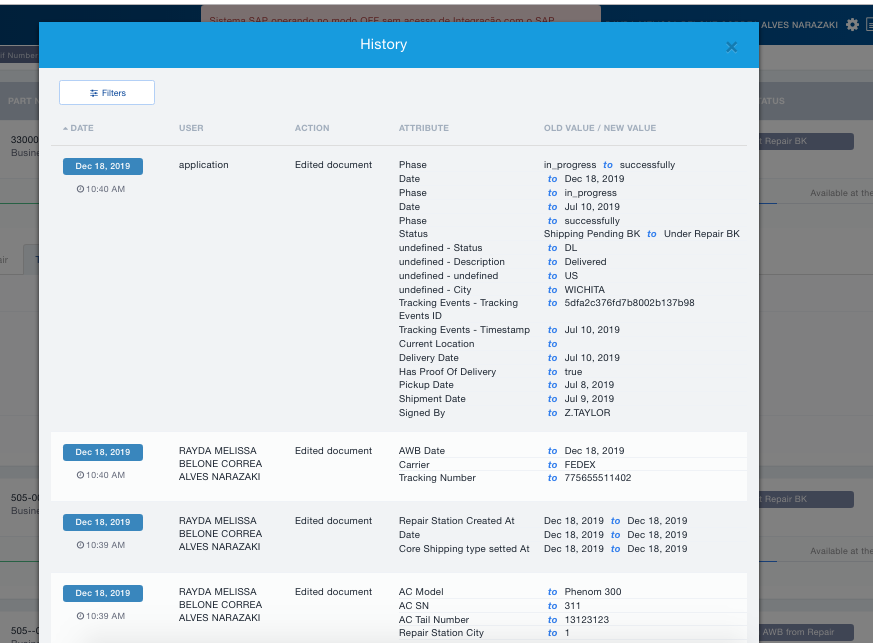 Sistema SAP operando no modo OFF sem acesso de Integração com o SAP
ALVES NARAZAKI
History
×
Filters
DATE
USER
ACTION
ATTRIBUTE
OLD VALUE / NEW VALUE
Dec 18, 2019
10:40 AM
application
Edited document
Phase in_progress to successfully
Date to Dec 18, 2019
Phase to in_progress
Date to Jul 10, 2019
Phase to successfully
Status Shipping Pending BK to Under Repair BK
undefined - Status to DL
undefined - Description to Delivered
undefined - undefined to US
undefined - City to WICHITA
Tracking Events - Tracking to 5dfa2c376fd7b8002b137b98
Events ID
Tracking Events - Timestamp to Jul 10, 2019
Current Location to
Delivery Date to Jul 10, 2019
Has Proof Of Delivery to true
Pickup Date to Jul 8, 2019
Shipment Date to Jul 9, 2019
Signed By to Z.TAYLOR
Dec 18, 2019
10:40 AM
RAYDA MELISSA
BELONE CORREA
ALVES NARAZAKI
Edited document
AWB Date to Dec 18, 2019
Carrier to FEDEX
Tracking Number to 775655511402
Dec 18, 2019
10:39 AM
RAYDA MELISSA
BELONE CORREA
ALVES NARAZAKI
Edited document
Repair Station Created At Dec 18, 2019 to Dec 18, 2019
Date Dec 18, 2019 to Dec 18, 2019
Core Shipping type setted At Dec 18, 2019 to Dec 18, 2019
Dec 18, 2019
10:39 AM
RAYDA MELISSA
BELONE CORREA
ALVES NARAZAKI
Edited document
AC Model to Phenom 300
AC SN to 311
AC Tail Number to 13123123
Repair Station City to 1
Number
PART N
33000
Busine
air
505-00
Busine
505--0
ATUS
Repair BK
Available at the
Repair BK
Available at the
AWB from Repair